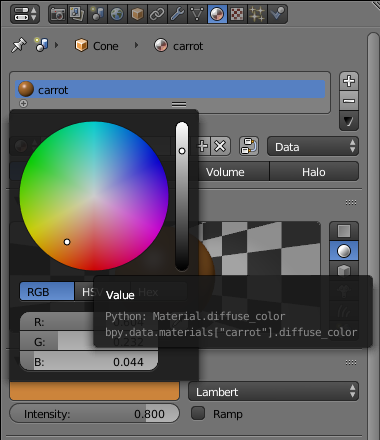 Cone carrot
carrot
Data
Volume Halo
RGB HSV Hex
Value
R:
Python: Material.diffuse_color
G:
bpy.data.materials["carrot"].diffuse_color
B: 0.044
Lambert
Intensity: 0.800 Ramp